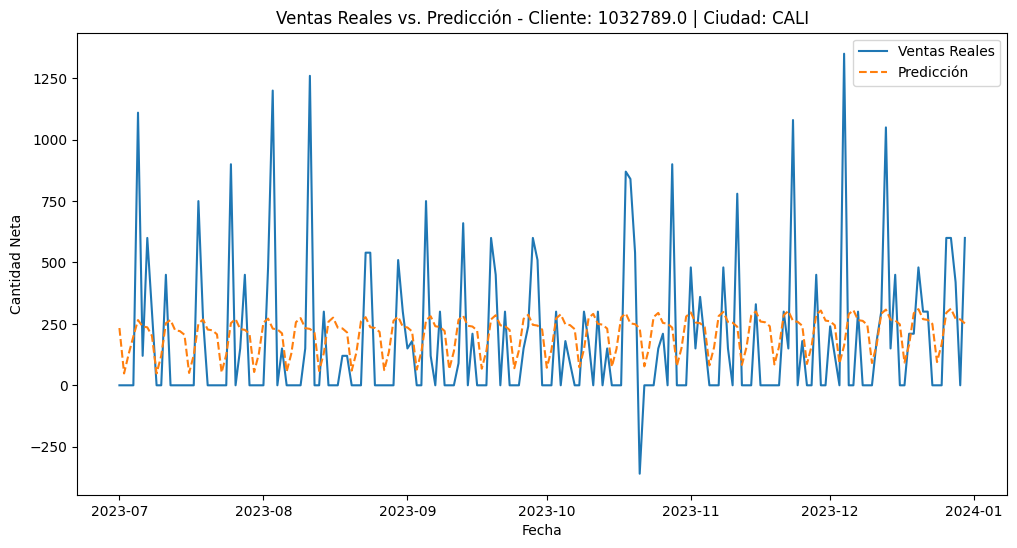 Ventas Reales vs. Predicción - Cliente: 1032789.0 | Ciudad: CALI
Ventas Reales
Predicción
1250
1000
750
500
250
0
−250
Cantidad Neta
2023-07
2023-08
2023-09
2023-10
2023-11
2023-12
2024-01
Fecha